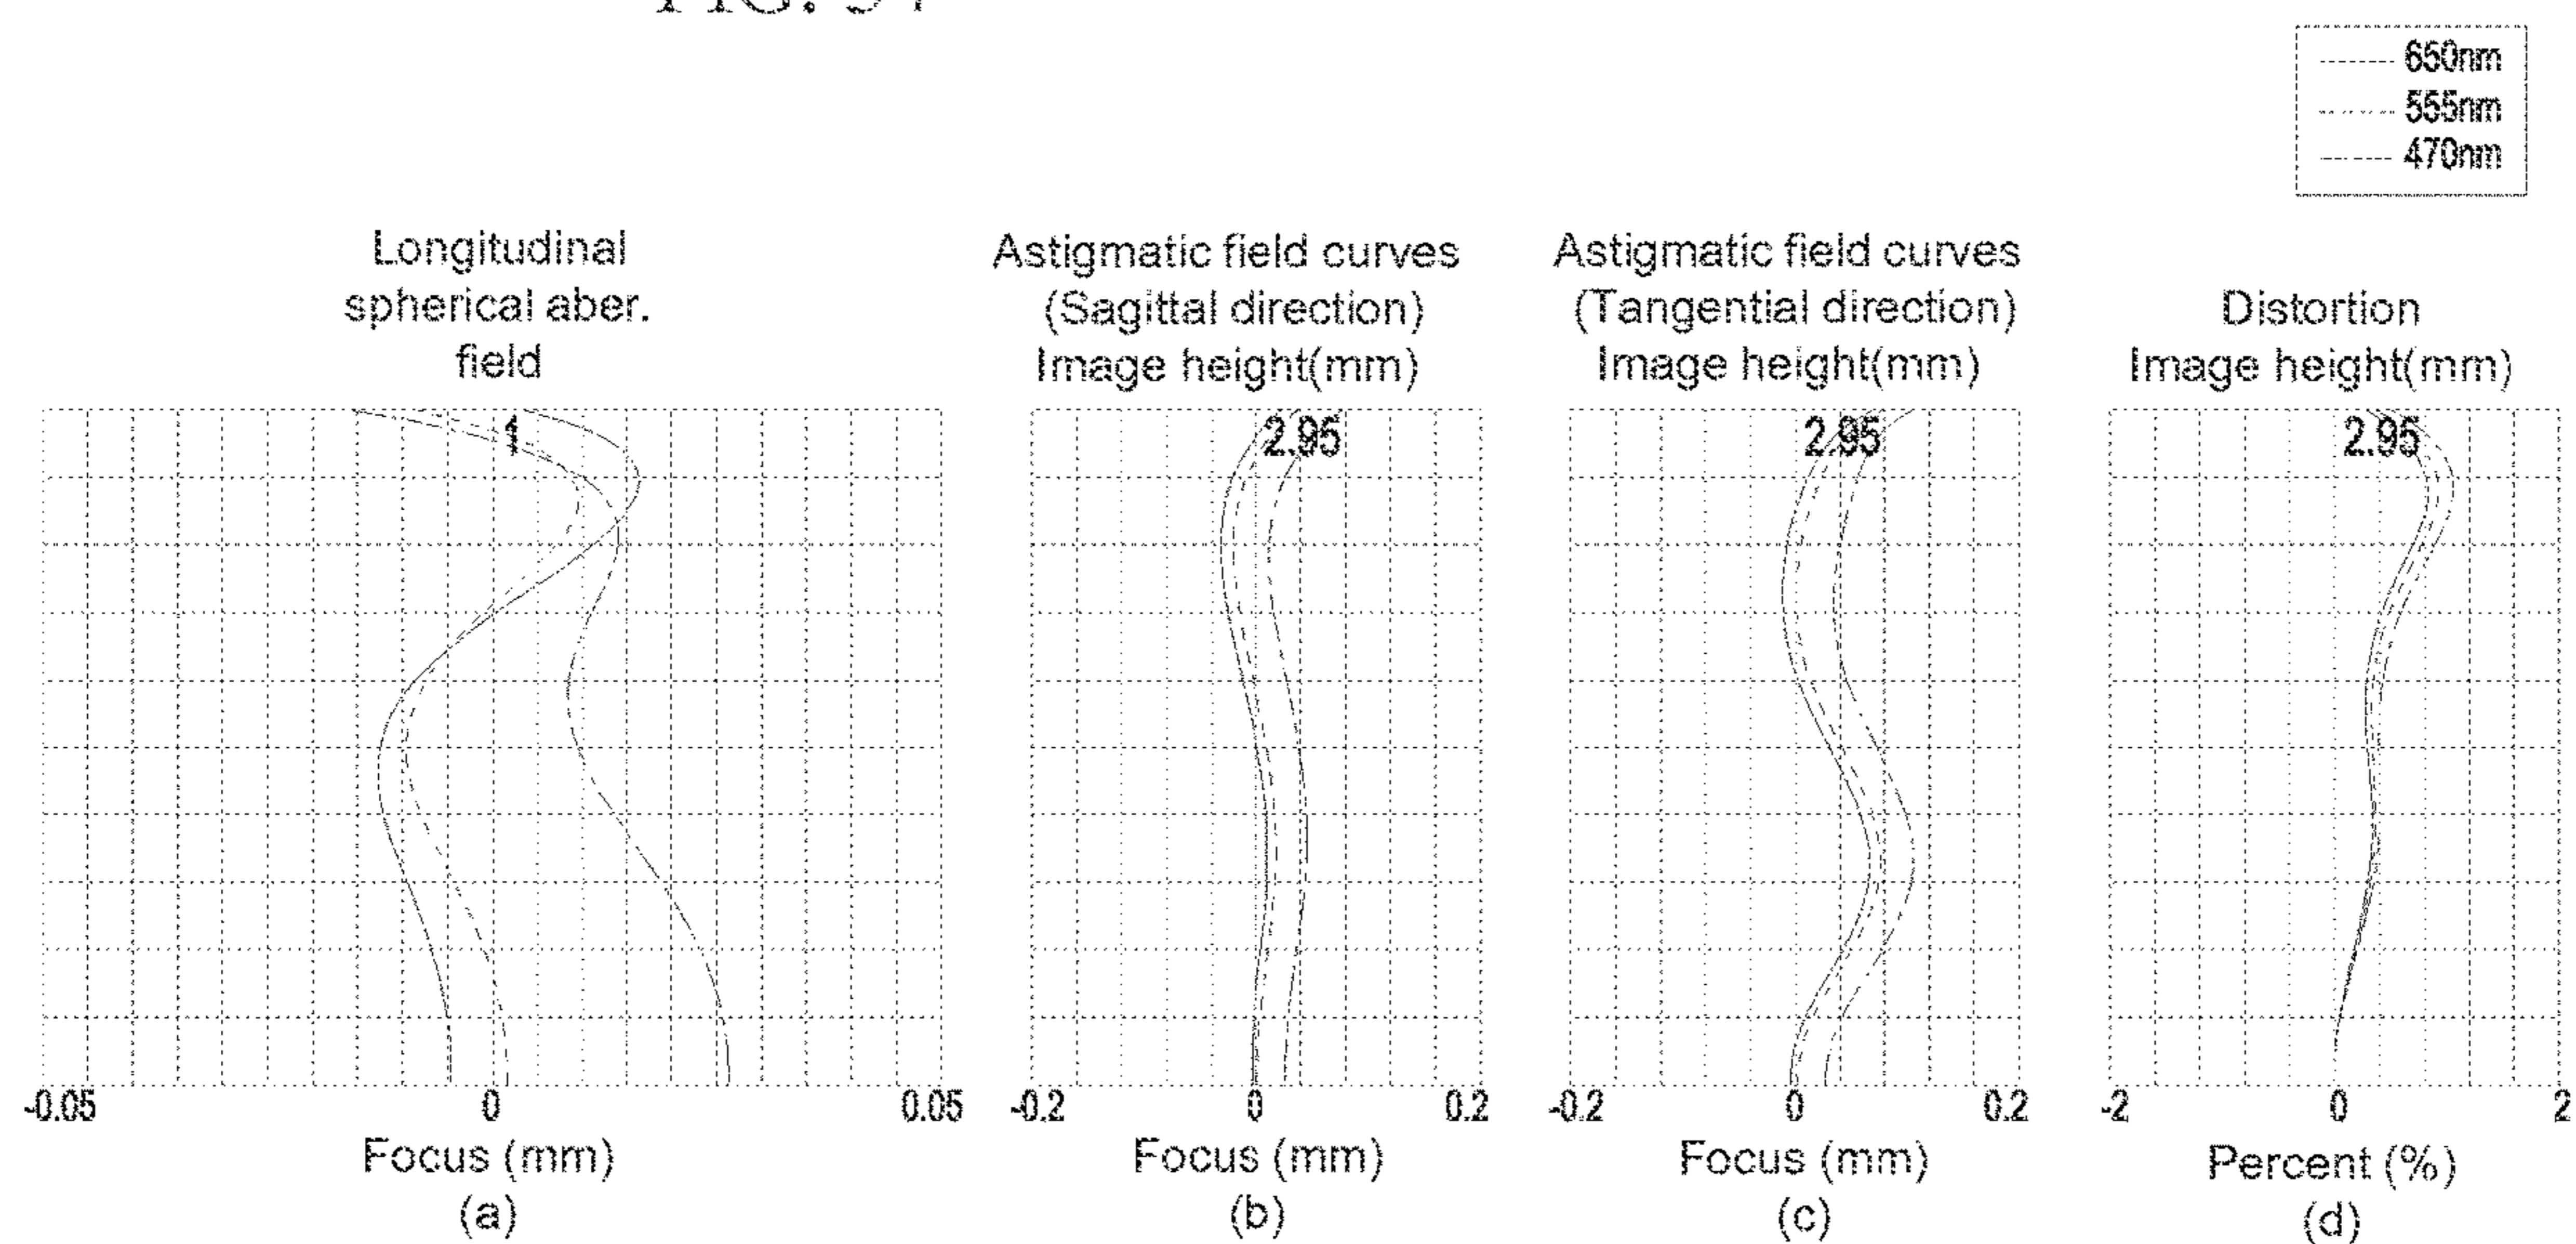 650nm
555nm
470nm
Longitudinal
spherical aber.
field
Astigmatic field curves
(Sagittal direction)
Image height(mm)
Astigmatic field curves
(Tangential direction)
Image height(mm)
Distortion
Image height(mm)
1
2.95
2.95
2.95
-0.05 0 0.05
-0.2 0 0.2
-0.2 0 0.2
-2 0 2
Focus (mm)
Focus (mm)
Focus (mm)
Percent (%)
(a)
(b)
(c)
(d)